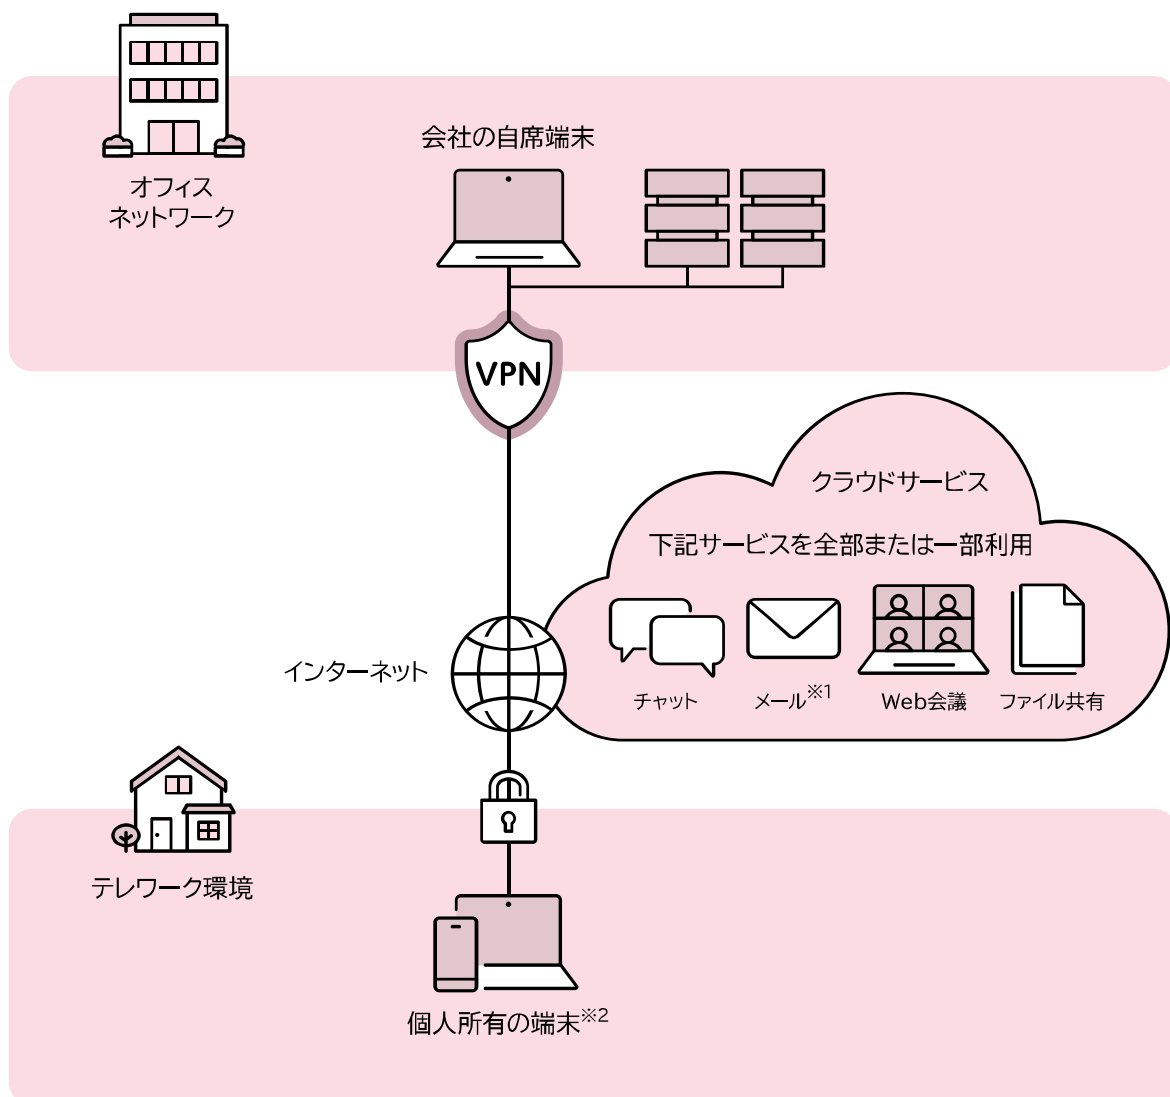 オフィス
ネットワーク
会社の自席端末
VPN
クラウドサービス
下記サービスを全部または一部利用
チャット
メール※1
Web会議
ファイル共有
インターネット
テレワーク環境
個人所有の端末※2